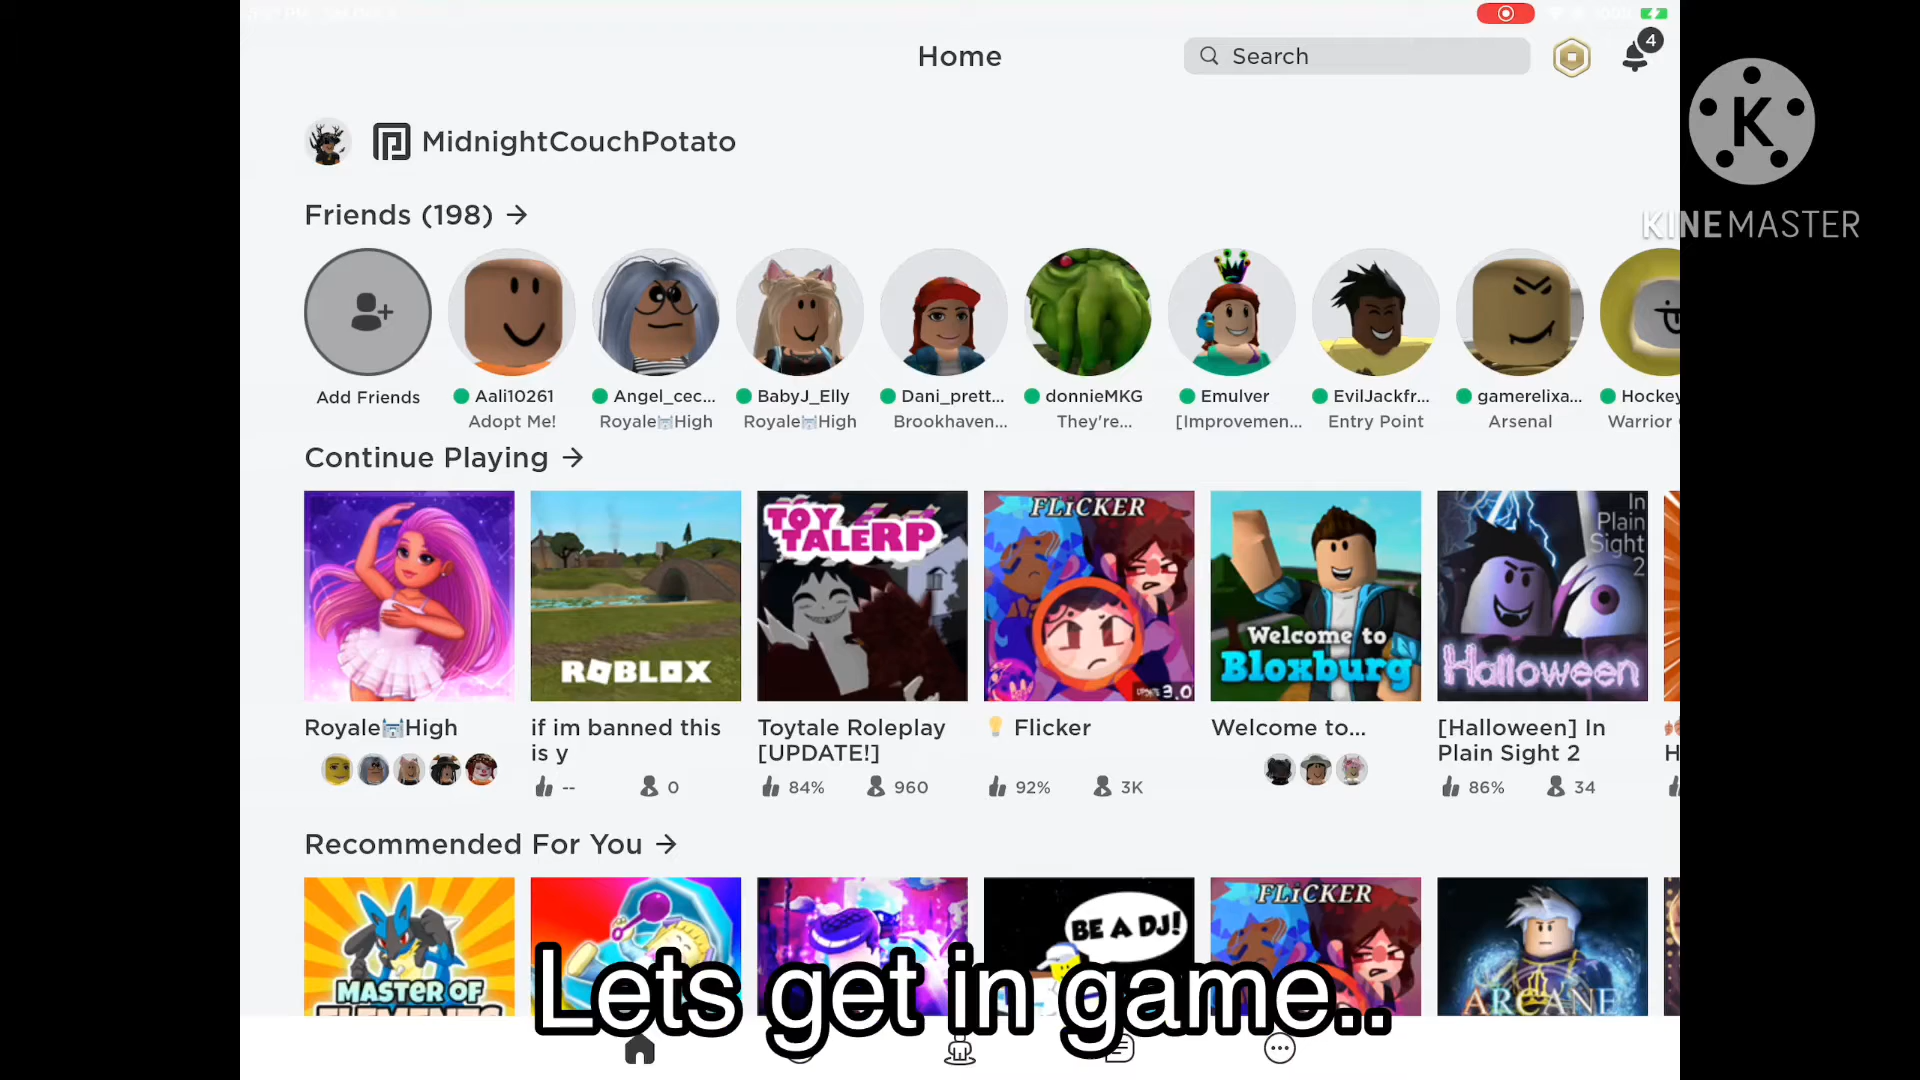 Home
Search
4
K
KINEMASTER
MidnightCouchPotato
Friends (198) →
Add Friends
Aali10261
Adopt Me!
Angel_cec...
Royale High
BabyJ_Elly
Royale High
Dani_prett...
Brookhaven...
donnieMKG
They're...
Emulver
[Improvemen...
EvilJackfr...
Entry Point
gamerelixa...
Arsenal
Hockey
Warrior
Continue Playing →
ROBLOX
TOY
TALERP
FLiCKER
UPDATE 3.0
Welcome to
Bloxburg
In
Plain
Sight
2
Halloween
Royale High
if im banned this
is y
-- 0
Toytale Roleplay
[UPDATE!]
84% 960
Flicker
92% 3K
Welcome to...
[Halloween] In
Plain Sight 2
86% 34
H
Recommended For You →
MASTER OF
ELEMENTS
BE A DJ!
FLiCKER
ARCANE
Lets get in game..